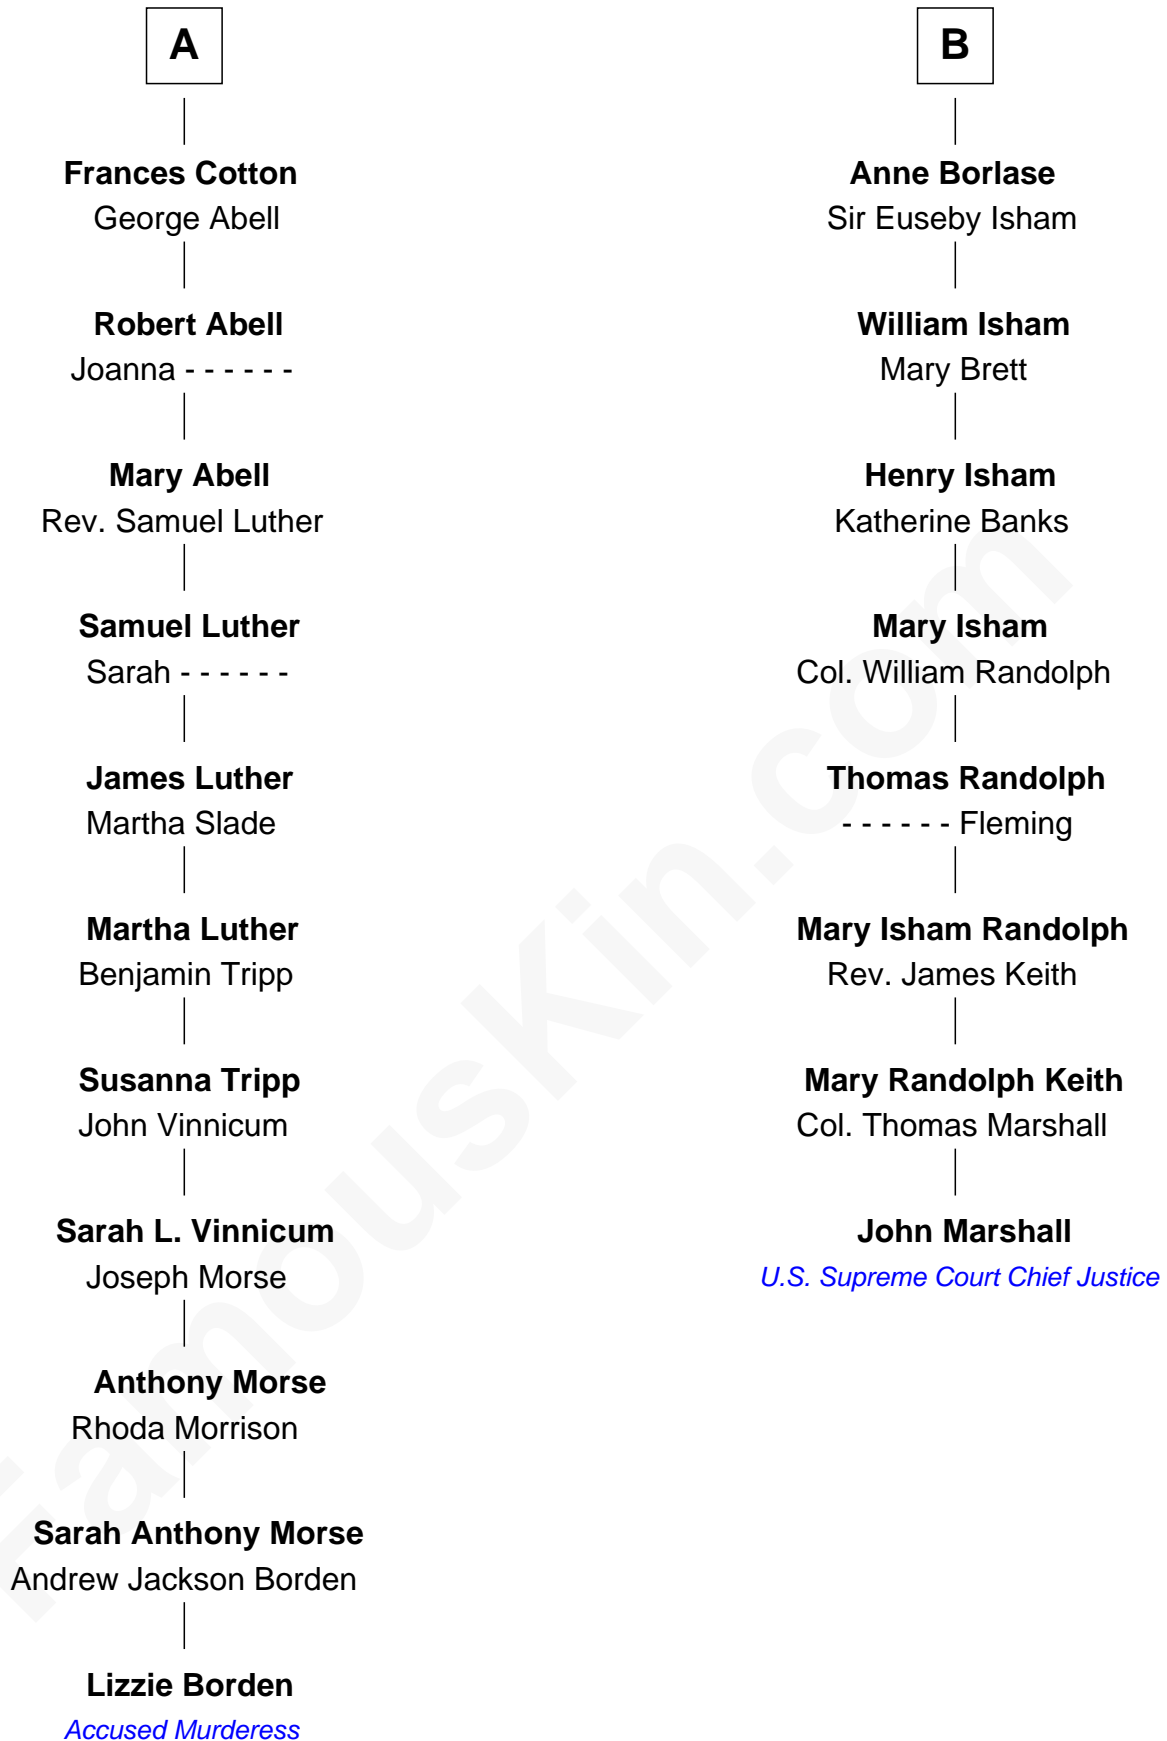 A
Frances Cotton
George Abell
Robert Abell
Joanna - - - - - -
Mary Abell
Rev. Samuel Luther
Samuel Luther
Sarah - - - - - -
James Luther
Martha Slade
Martha Luther
Benjamin Tripp
Susanna Tripp
John Vinnicum
Sarah L. Vinnicum
Joseph Morse
Anthony Morse
Rhoda Morrison
Sarah Anthony Morse
Andrew Jackson Borden
Lizzie Borden
Accused Murderess
B
Anne Borlase
Sir Euseby Isham
William Isham
Mary Brett
Henry Isham
Katherine Banks
Mary Isham
Col. William Randolph
Thomas Randolph
- - - - - - Fleming
Mary Isham Randolph
Rev. James Keith
Mary Randolph Keith
Col. Thomas Marshall
John Marshall
U.S. Supreme Court Chief Justice
FamousKin.com